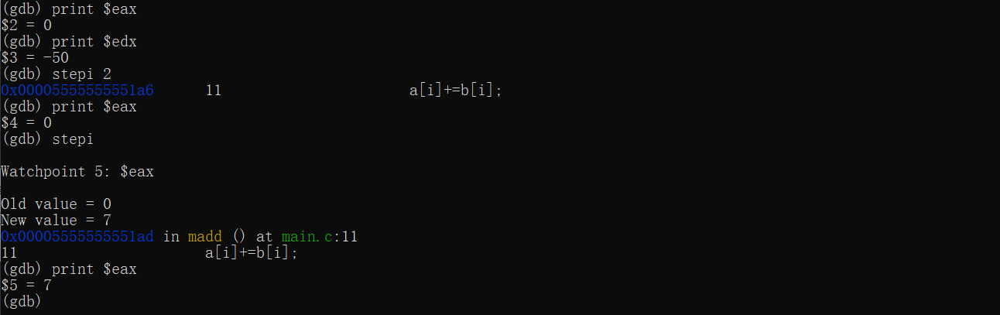 (gdb) print $eax
$2 = 0
(gdb) print $edx
$3 = -50
(gdb) stepi 2
0x00005555555551a6      11                      a[i]+=b[i];
(gdb) print $eax
$4 = 0
(gdb) stepi
Watchpoint 5: $eax
Old value = 0
New value = 7
0x00005555555551ad in madd () at main.c:11
11                      a[i]+=b[i];
(gdb) print $eax
$5 = 7
(gdb)